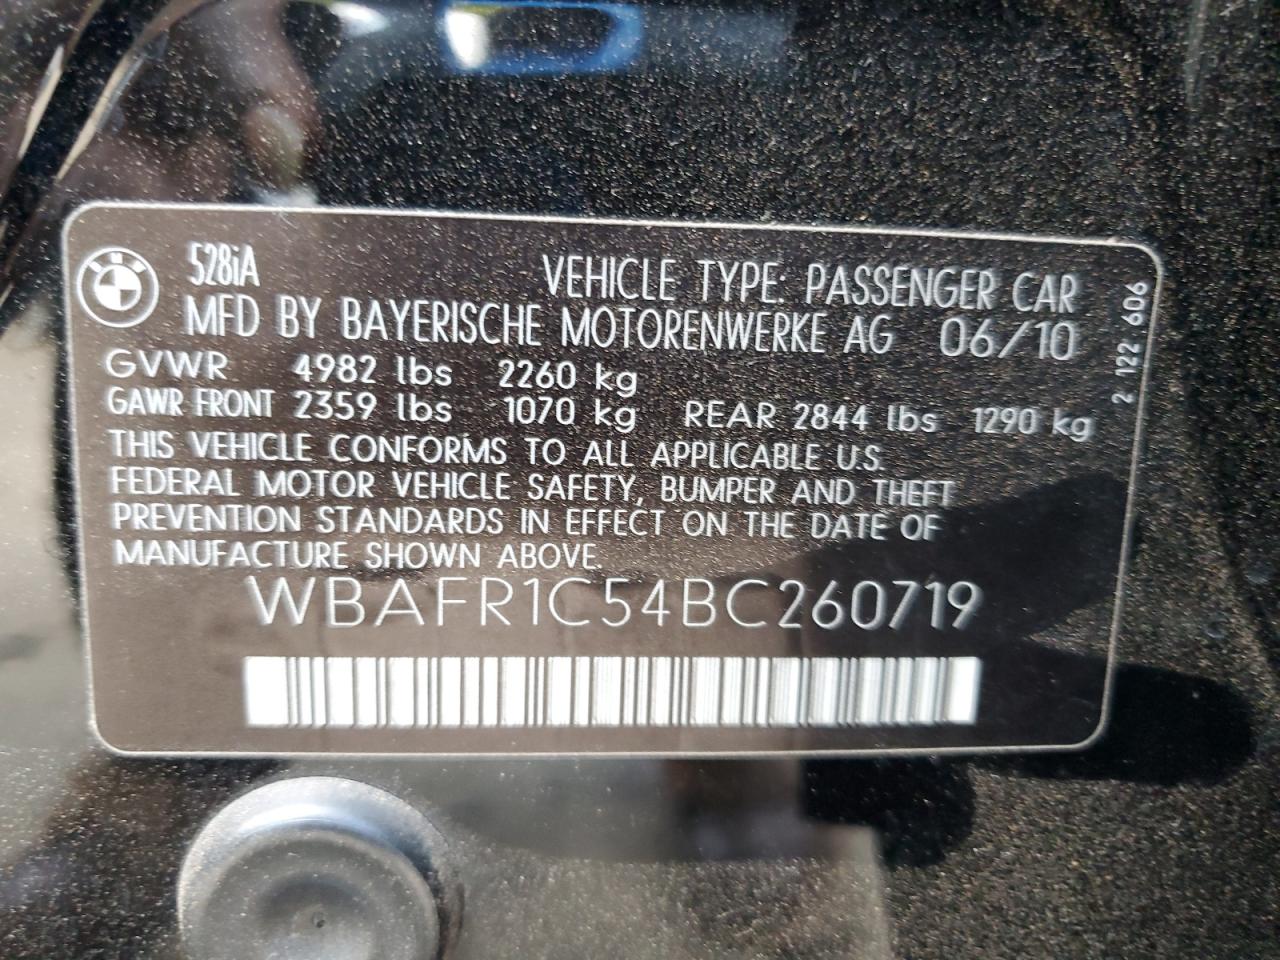 528iA VEHICLE TYPE: PASSENGER CAR
MFD BY BAYERISCHE MOTORENWERKE AG 06/10
GVWR 4982 lbs 2260 kg
GAWR FRONT 2359 lbs 1070 kg REAR 2844 lbs 1290 kg
THIS VEHICLE CONFORMS TO ALL APPLICABLE U.S.
FEDERAL MOTOR VEHICLE SAFETY, BUMPER AND THEFT
PREVENTION STANDARDS IN EFFECT ON THE DATE OF
MANUFACTURE SHOWN ABOVE.
WBAFR1C54BC260719
2 122 606